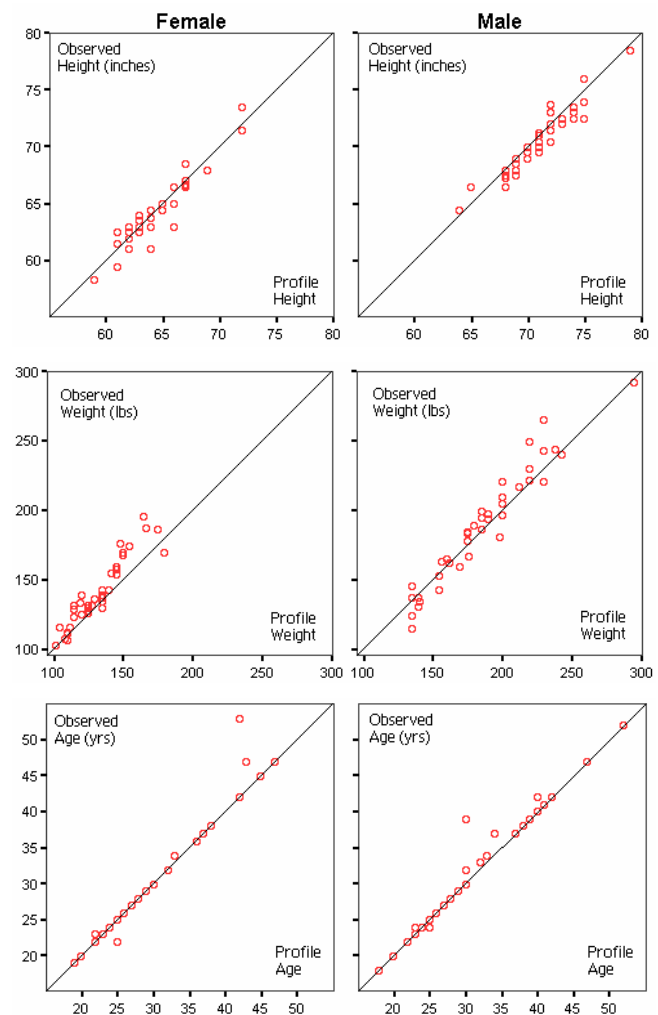 Female Male
80
Observed
Height (inches)
Observed
Height (inches)
75
70
65
60
Profile
Height
Profile
Height
60 65 70 75 80 60 65 70 75 80
300
Observed
Weight (lbs)
Observed
Weight (lbs)
250
200
150
Profile
Weight
Profile
Weight
100
100 150 200 250 300 100 150 200 250 300
Observed
Age (yrs)
Observed
Age (yrs)
50
45
40
35
30
25
20
Profile
Age
Profile
Age
20 25 30 35 40 45 50 20 25 30 35 40 45 50